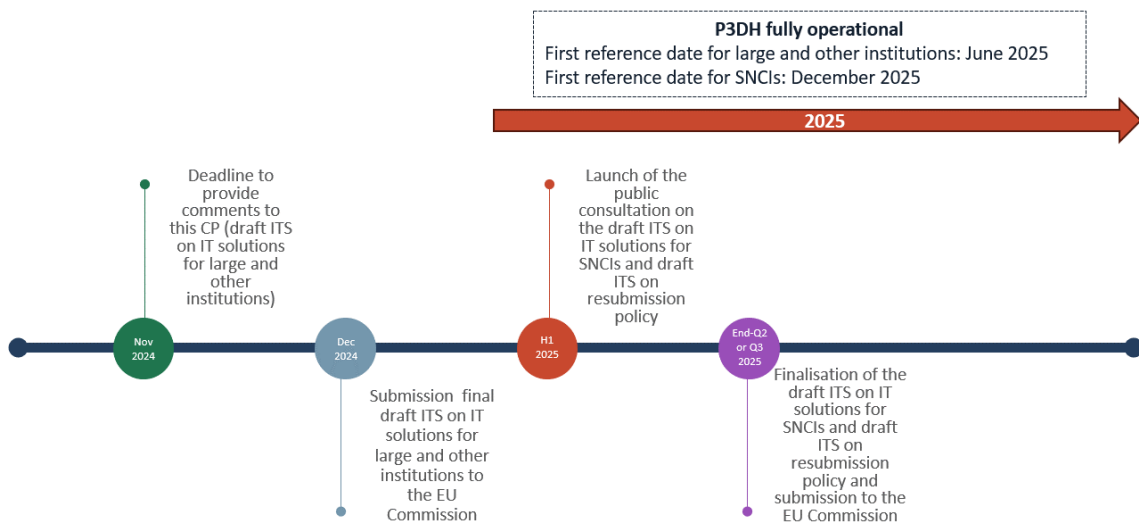 P3DH fully operational
First reference date for large and other institutions: June 2025
First reference date for SNCIs: December 2025
2025
Deadline to
provide
comments to
this CP (draft ITS
on IT solutions
for large and
other
institutions)
Launch of the
public
consultation on
the draft ITS on
IT solutions for
SNCIs and draft
ITS on
resubmission
policy
Nov
2024
Dec
2024
H1
2025
End-Q2
or Q3
2025
Submission final
draft ITS on IT
solutions for
large and other
institutions to
the EU
Commission
Finalisation of the
draft ITS on IT
solutions for
SNCIs and draft
ITS on
resubmission
policy and
submission to the
EU Commission